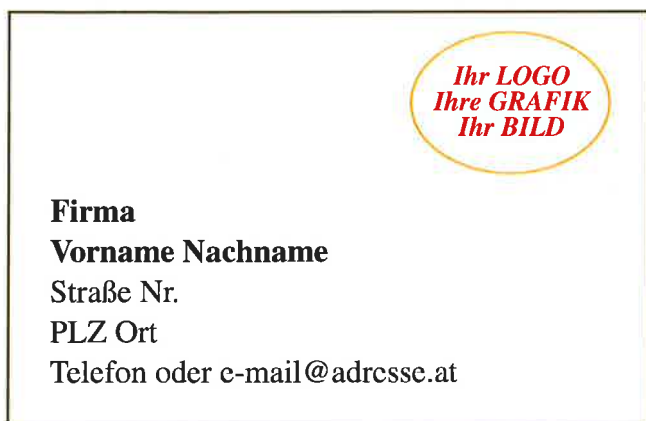 Ihr LOGO
Ihre GRAFIK
Ihr BILD
Firma
Vorname Nachname
Straße Nr.
PLZ Ort
Telefon oder e-mail@adresse.at